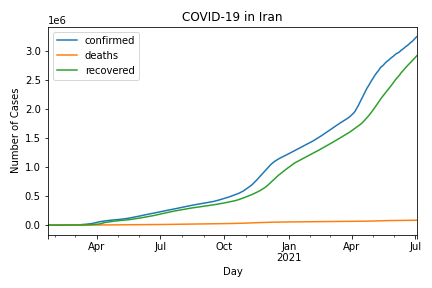 COVID-19 in Iran
1e6
confirmed
deaths
recovered
Number of Cases
3.0
2.5
2.0
1.5
1.0
0.5
0.0
Apr Jul Oct Jan Apr Jul
2021
Day